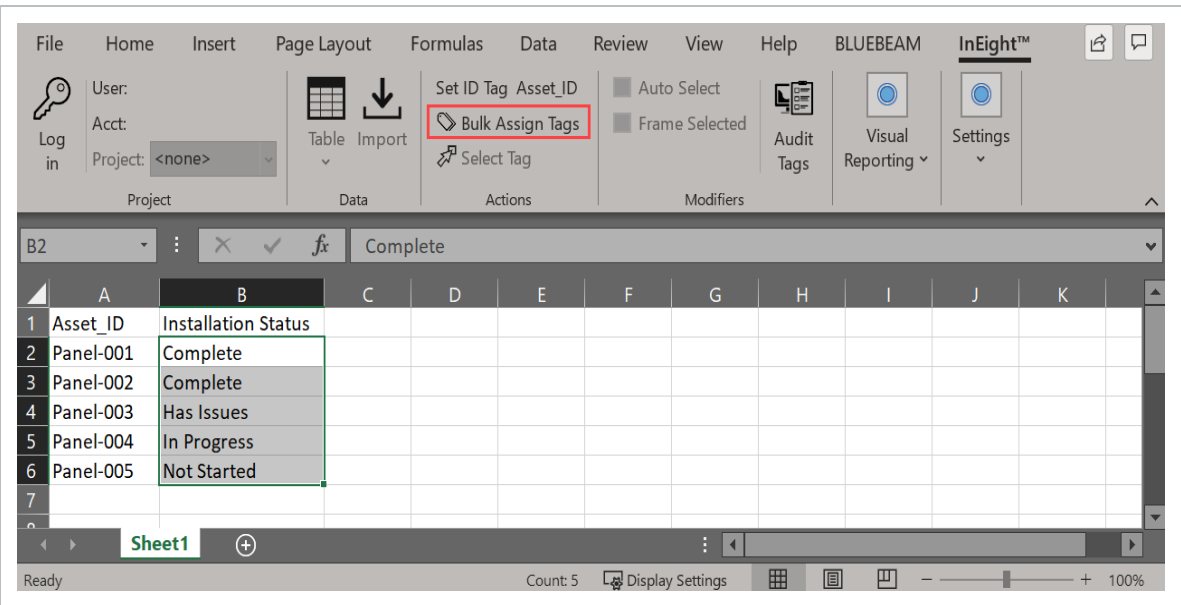 File Home Insert Page Layout Formulas Data Review View Help BLUEBEAM InEight™
Log in
User:
Acct:
Project: <none>
Project
Table Import
Data
Set ID Tag Asset_ID
Bulk Assign Tags
Select Tag
Actions
Auto Select
Frame Selected
Modifiers
Audit
Tags
Visual
Reporting
Settings
B2 fx Complete
A B C D E F G H I J K
1 Asset_ID Installation Status
2 Panel-001 Complete
3 Panel-002 Complete
4 Panel-003 Has Issues
5 Panel-004 In Progress
6 Panel-005 Not Started
7
Sheet1
Ready Count: 5 Display Settings 100%